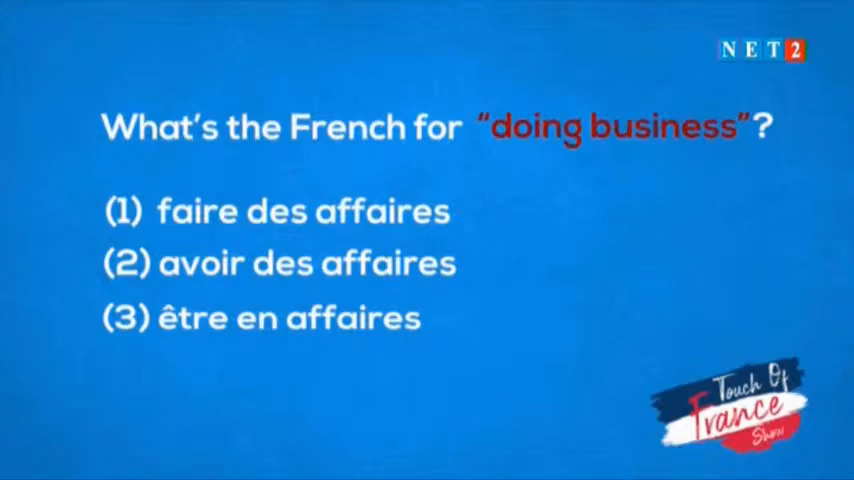 NET2
What's the French for "doing business"?
(1) faire des affaires
(2) avoir des affaires
(3) être en affaires
Touch Of
France
Show